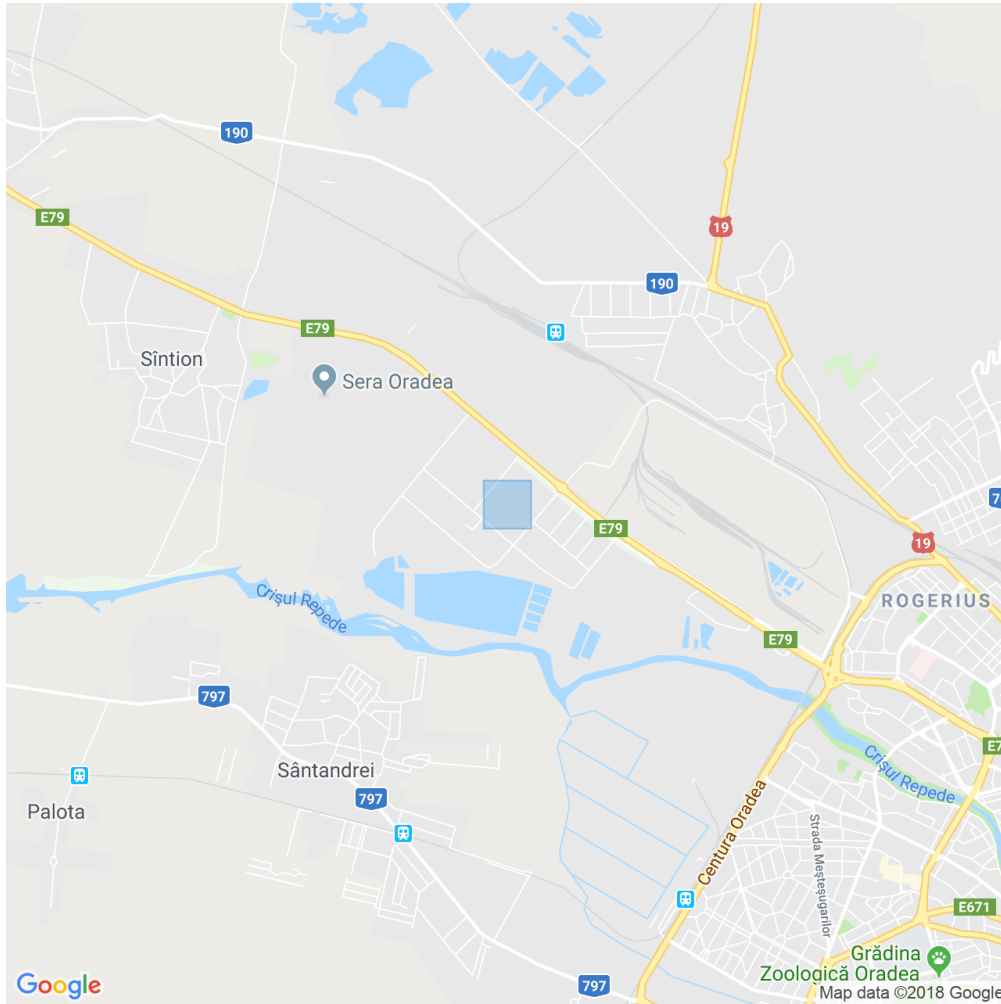 190
E79
19
190
E79
Sîntion
Sera Oradea
E79
19
ROGERIUS
Crișul Repede
E79
797
Sântandrei
Crișul Repede
797
Palota
Centura Oradea
Strada Meșteșugarilor
E671
Grădina
Zoologică Oradea
797
Google
Map data ©2018 Google